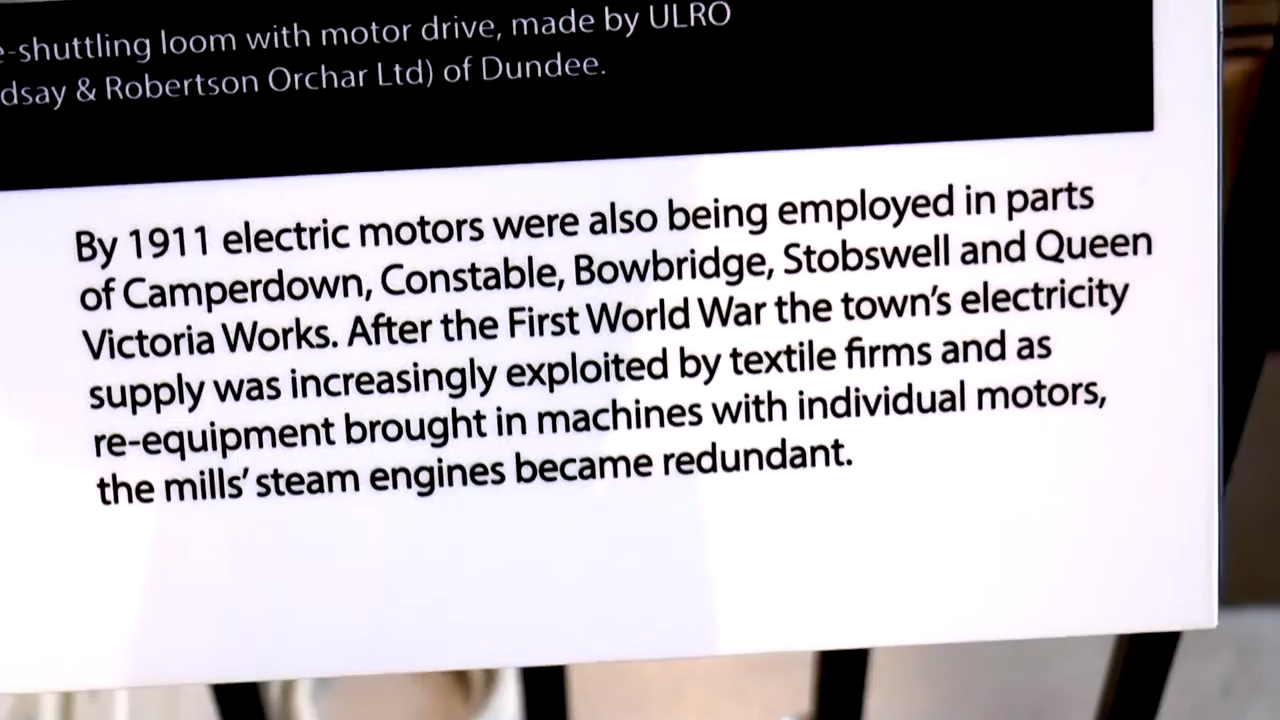 -shuttling loom with motor drive, made by ULRO
& Robertson Orchar Ltd) of Dundee.
By 1911 electric motors were also being employed in parts
of Camperdown, Constable, Bowbridge, Stobswell and Queen
Victoria Works. After the First World War the town's electricity
supply was increasingly exploited by textile firms and as
re-equipment brought in machines with individual motors,
the mills' steam engines became redundant.